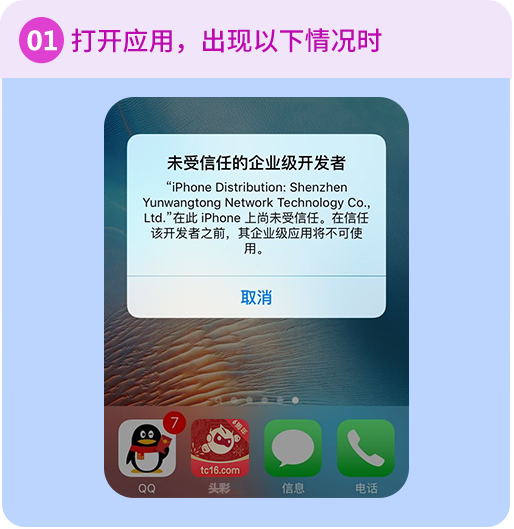 01 打开应用，出现以下情况时
未受信任的企业级开发者
“iPhone Distribution: Shenzhen
Yunwangtong Network Technology Co.,
Ltd.”在此 iPhone 上尚未受信任。在信任
该开发者之前，其企业级应用将不可使
用。
取消
7
6周年
tc16.com
QQ
头彩
信息
电话